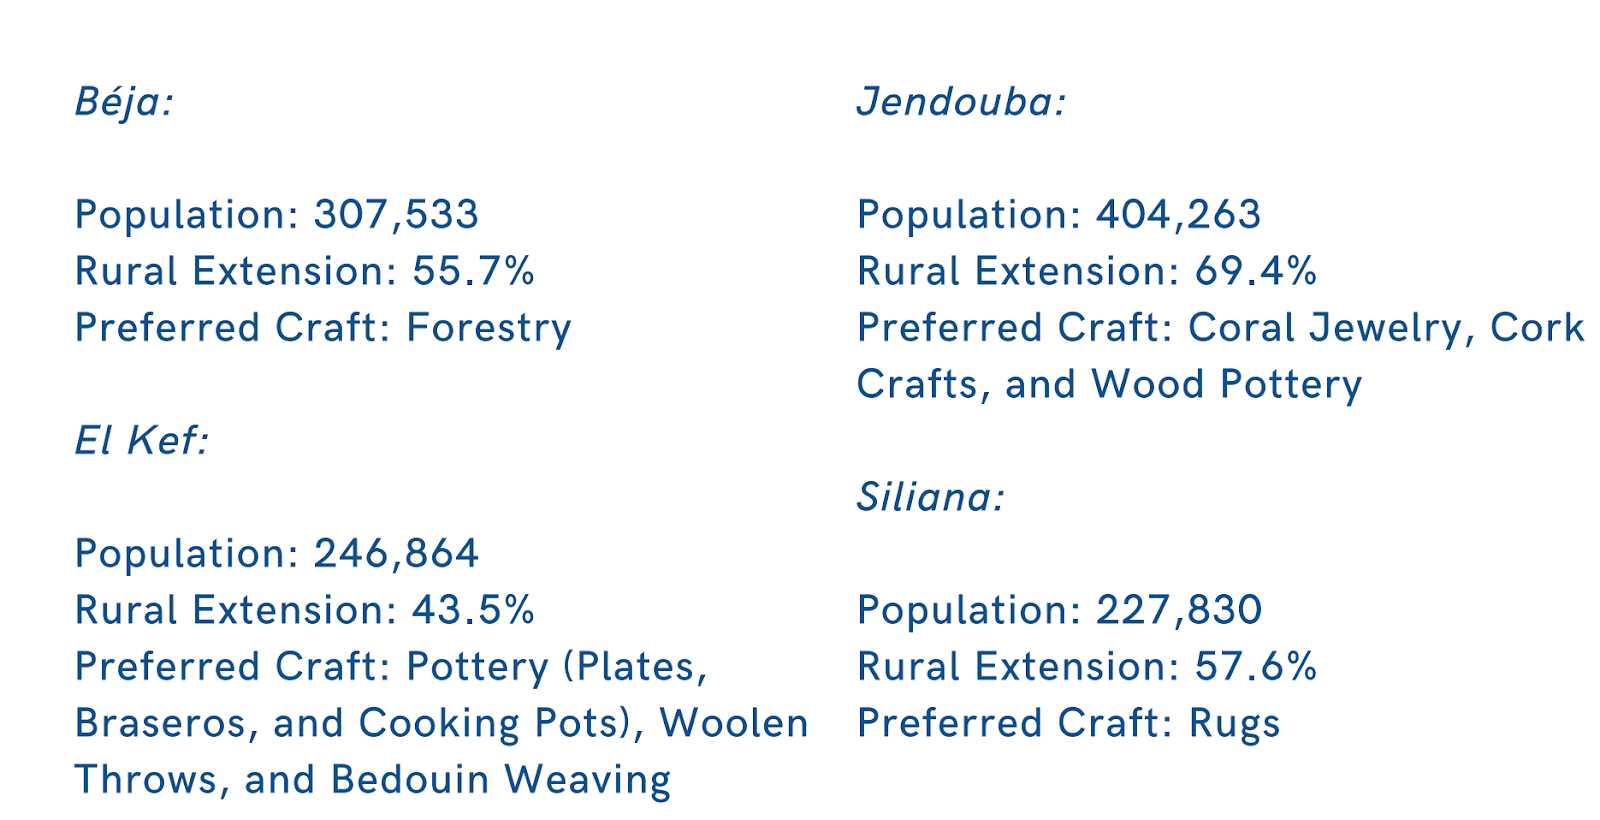 Béja:
Population: 307,533
Rural Extension: 55.7%
Preferred Craft: Forestry
El Kef:
Population: 246,864
Rural Extension: 43.5%
Preferred Craft: Pottery (Plates,
Braseros, and Cooking Pots), Woolen
Throws, and Bedouin Weaving
Jendouba:
Population: 404,263
Rural Extension: 69.4%
Preferred Craft: Coral Jewelry, Cork
Crafts, and Wood Pottery
Siliana:
Population: 227,830
Rural Extension: 57.6%
Preferred Craft: Rugs